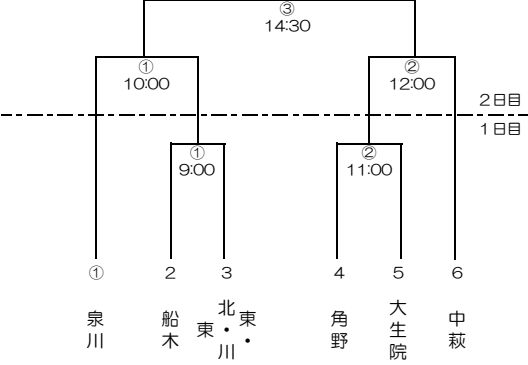 ③
14:30
①
10:00
②
12:00
2日目
1日目
①
9:00
②
11:00
① 2 3 4 5 6
泉川
船木
東・
北・川
東
角野
大生院
中萩